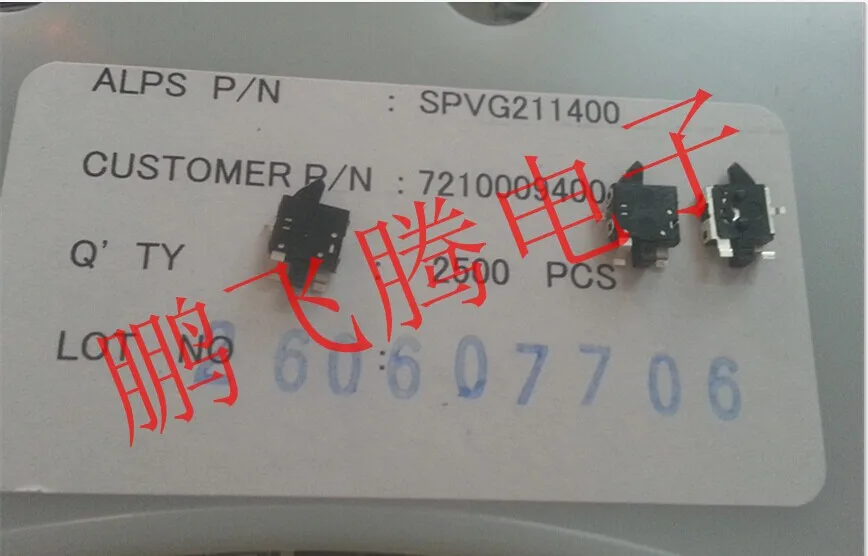 ALPS P/N : SPVG211400
CUSTOMER P/N : 7210009400
Q' TY : 2500 PCS
LOT NO : 260607706
鹏飞腾电子